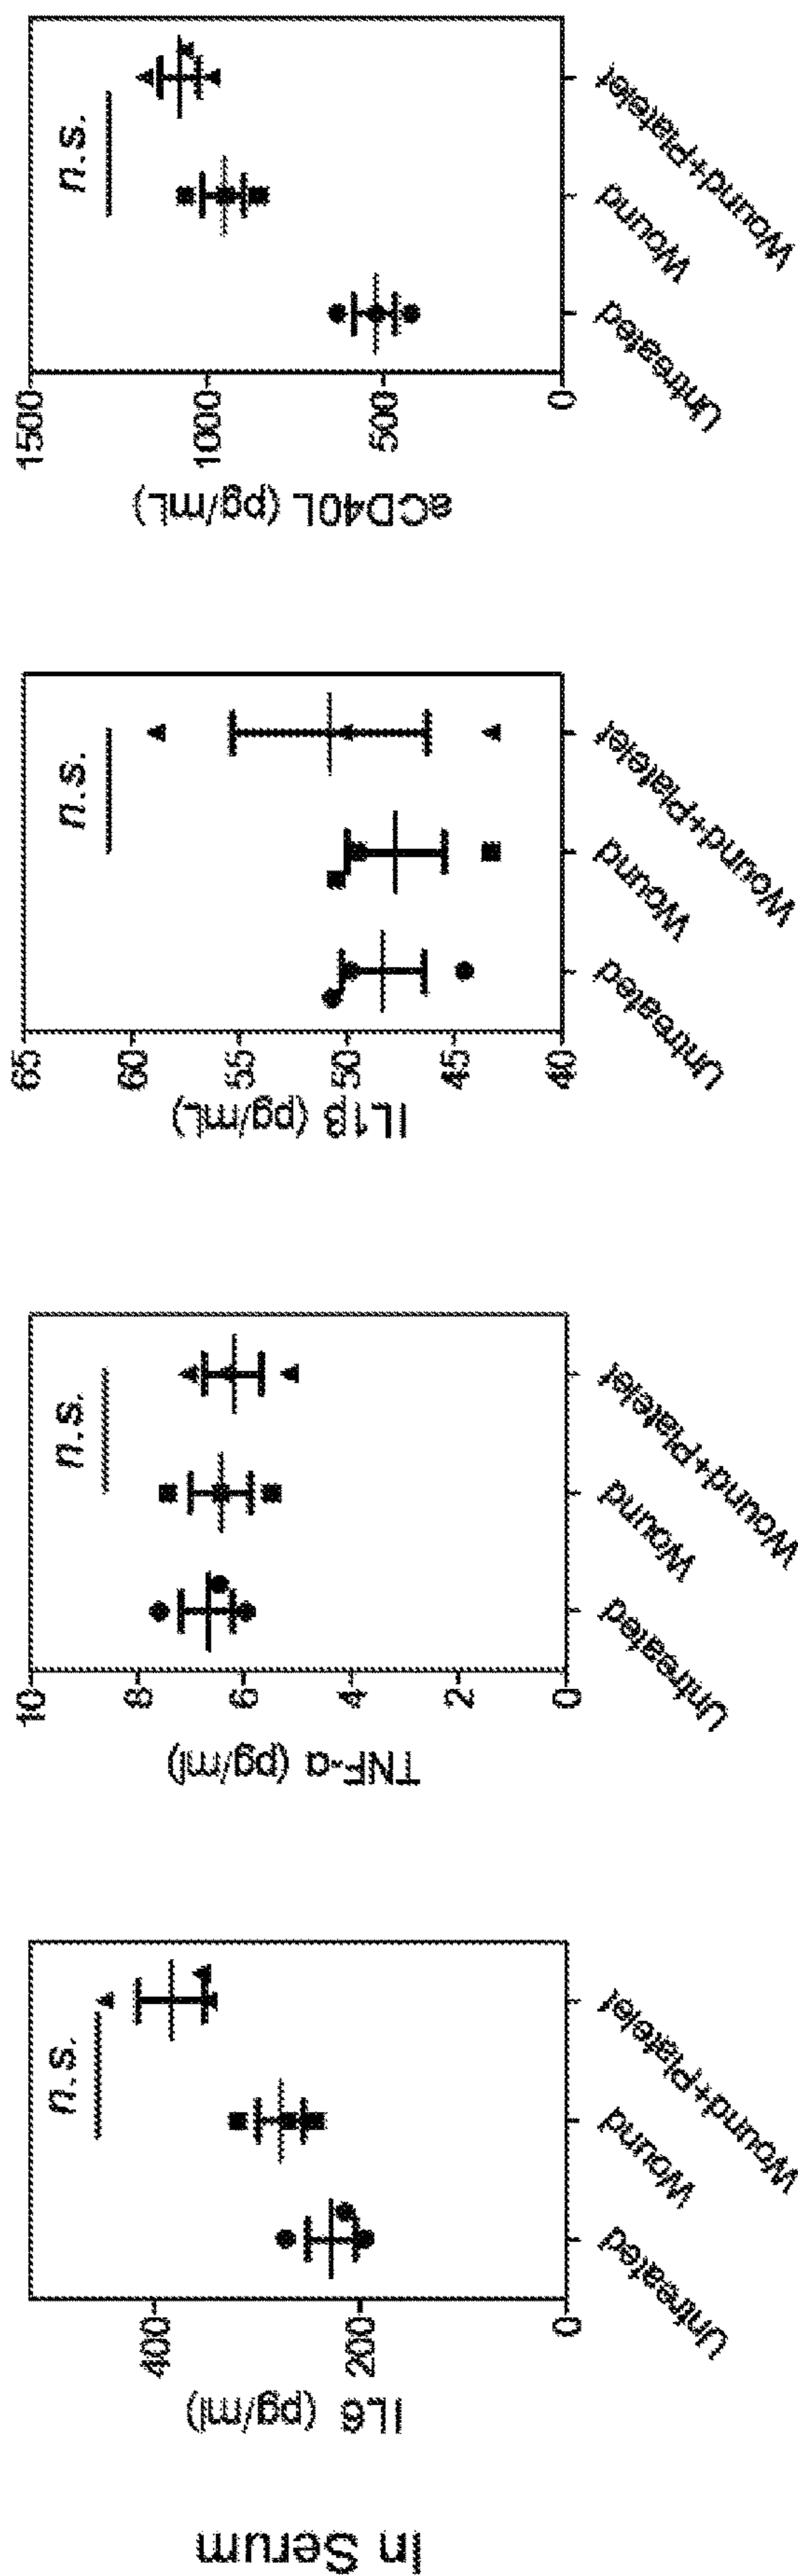 In Serum
IL6 (pg/ml)
400
200
0
n.s.
Untreated
Wound
Wound+Platelet
TNF-α (pg/ml)
10
8
6
4
2
0
n.s.
Untreated
Wound
Wound+Platelet
IL1β (pg/mL)
65
60
55
50
45
40
n.s.
Untreated
Wound
Wound+Platelet
aCD40L (pg/mL)
1500
1000
500
0
n.s.
Untreated
Wound
Wound+Platelet